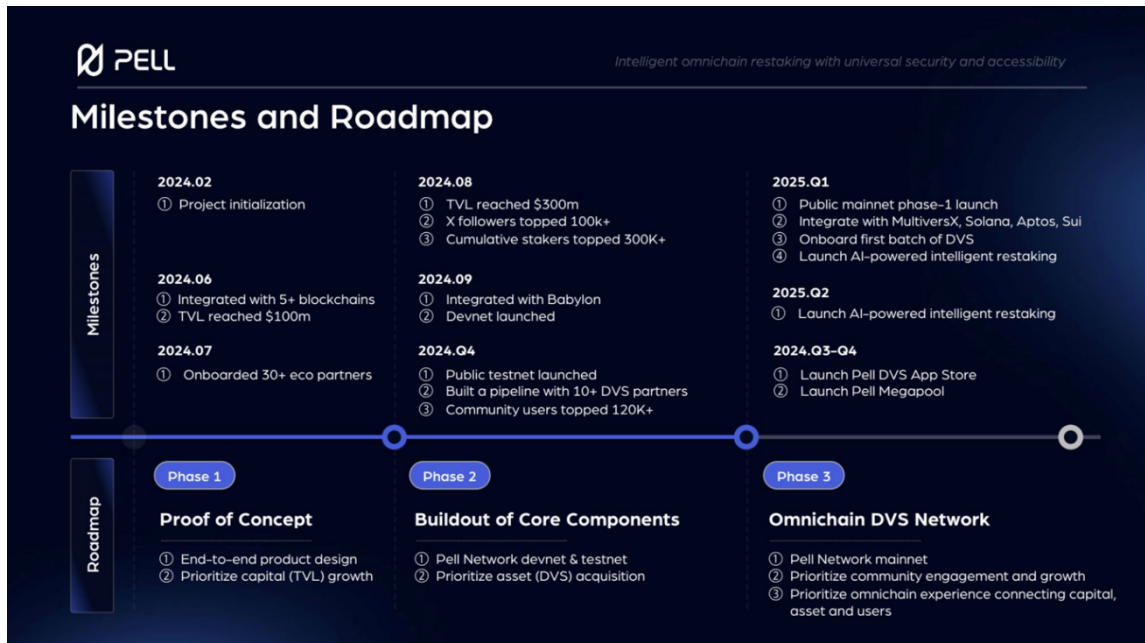 PELL
Intelligent omnichain restaking with universal security and accessibility
Milestones and Roadmap
Milestones
2024.02
① Project initialization
2024.06
① Integrated with 5+ blockchains
② TVL reached $100m
2024.07
① Onboarded 30+ eco partners
2024.08
① TVL reached $300m
② X followers topped 100k+
③ Cumulative stakers topped 300K+
2024.09
① Integrated with Babylon
② Devnet launched
2024.Q4
① Public testnet launched
② Built a pipeline with 10+ DVS partners
③ Community users topped 120K+
2025.Q1
① Public mainnet phase-1 launch
② Integrate with MultiversX, Solana, Aptos, Sui
③ Onboard first batch of DVS
④ Launch AI-powered intelligent restaking
2025.Q2
① Launch AI-powered intelligent restaking
2024.Q3-Q4
① Launch Pell DVS App Store
② Launch Pell Megapool
Roadmap
Phase 1
Proof of Concept
① End-to-end product design
② Prioritize capital (TVL) growth
Phase 2
Buildout of Core Components
① Pell Network devnet & testnet
② Prioritize asset (DVS) acquisition
Phase 3
Omnichain DVS Network
① Pell Network mainnet
② Prioritize community engagement and growth
③ Prioritize omnichain experience connecting capital,
asset and users